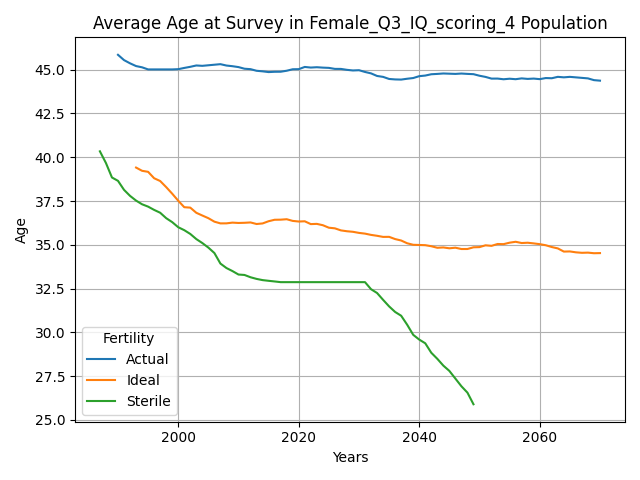 Average Age at Survey in Female_Q3_IQ_scoring_4 Population
45.0
42.5
40.0
37.5
35.0
32.5
30.0
27.5
25.0
Age
Fertility
Actual
Ideal
Sterile
2000
2020
2040
2060
Years